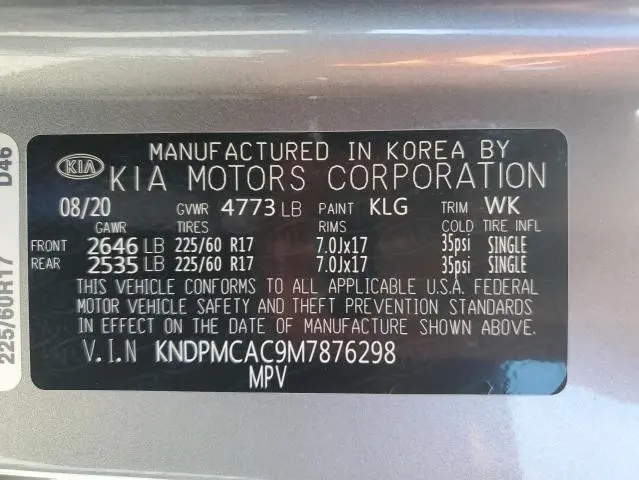 KIA
MANUFACTURED IN KOREA BY
KIA MOTORS CORPORATION
08/20 GVWR 4773 LB PAINT KLG TRIM WK
GAWR TIRES RIMS COLD TIRE INFL
FRONT 2646 LB 225/60 R17 7.0Jx17 35psi SINGLE
REAR 2535 LB 225/60 R17 7.0Jx17 35psi SINGLE
THIS VEHICLE CONFORMS TO ALL APPLICABLE U.S.A. FEDERAL
MOTOR VEHICLE SAFETY AND THEFT PREVENTION STANDARDS
IN EFFECT ON THE DATE OF MANUFACTURE SHOWN ABOVE.
V.I.N KNDPMCAC9M7876298
MPV
225/60R17 D46